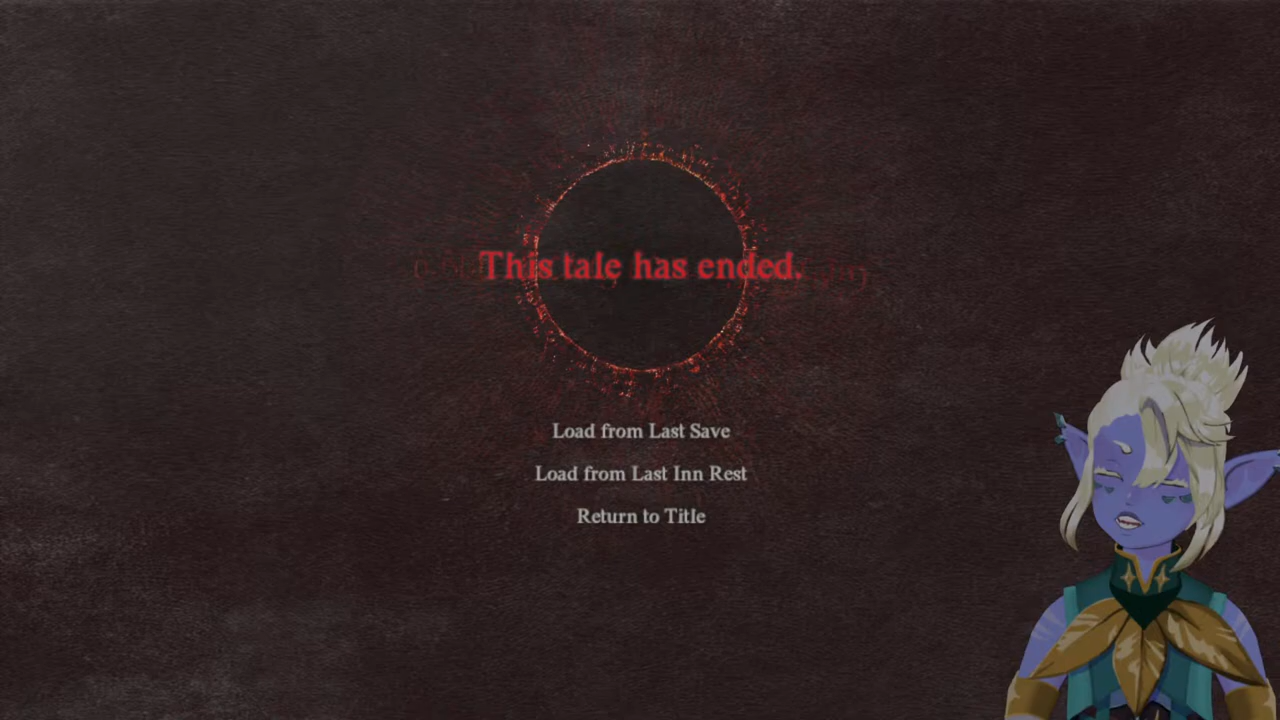 This tale has ended.
Load from Last Save
Load from Last Inn Rest
Return to Title